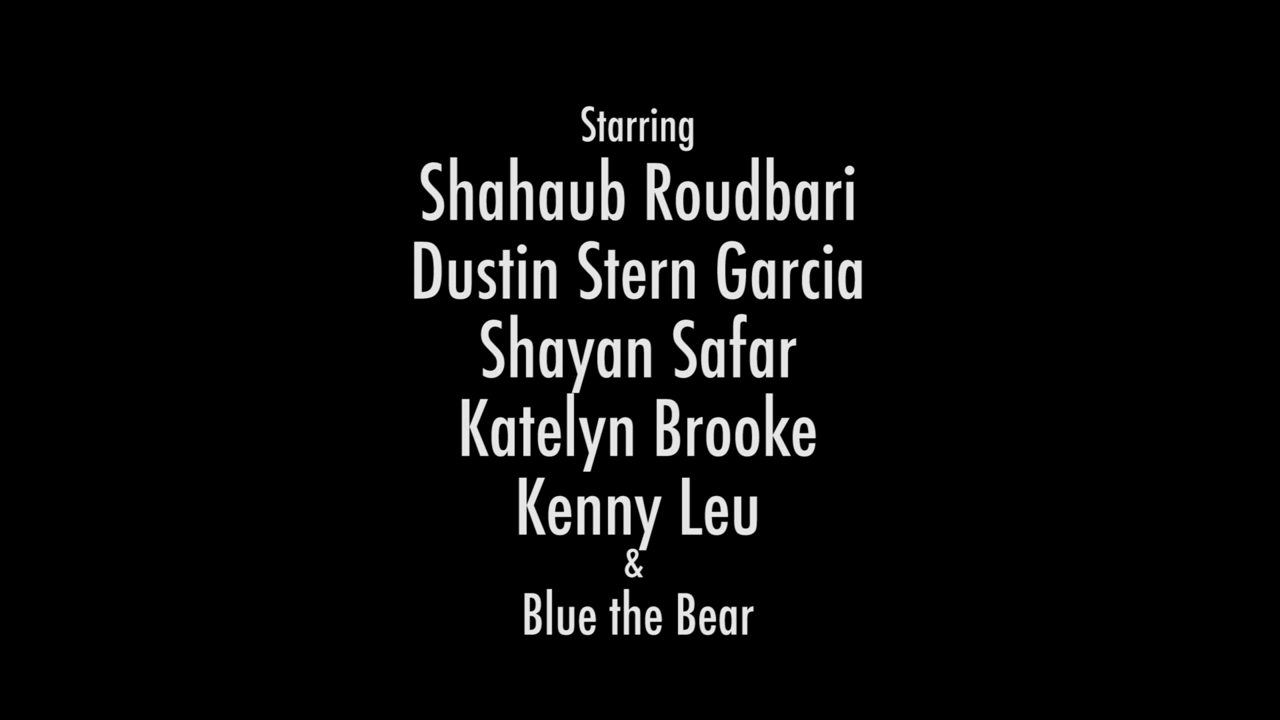 Starring
Shahaub Roudbari
Dustin Stern Garcia
Shayan Safar
Katelyn Brooke
Kenny Leu
&
Blue the Bear